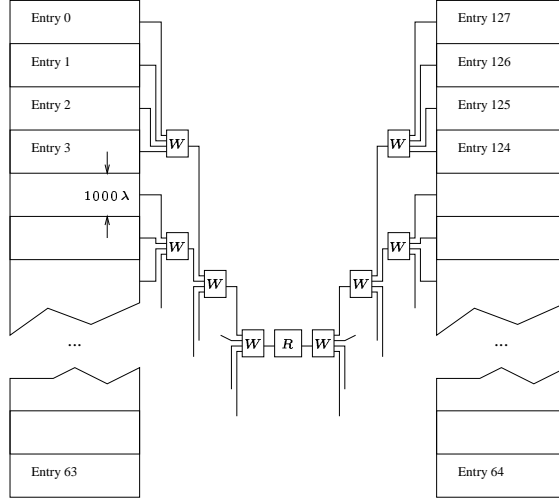 Entry 0
Entry 127
Entry 1
Entry 126
Entry 2
Entry 125
Entry 3
W
W
Entry 124
1000 λ
W
W
W
W
...
W
R
W
...
Entry 63
Entry 64